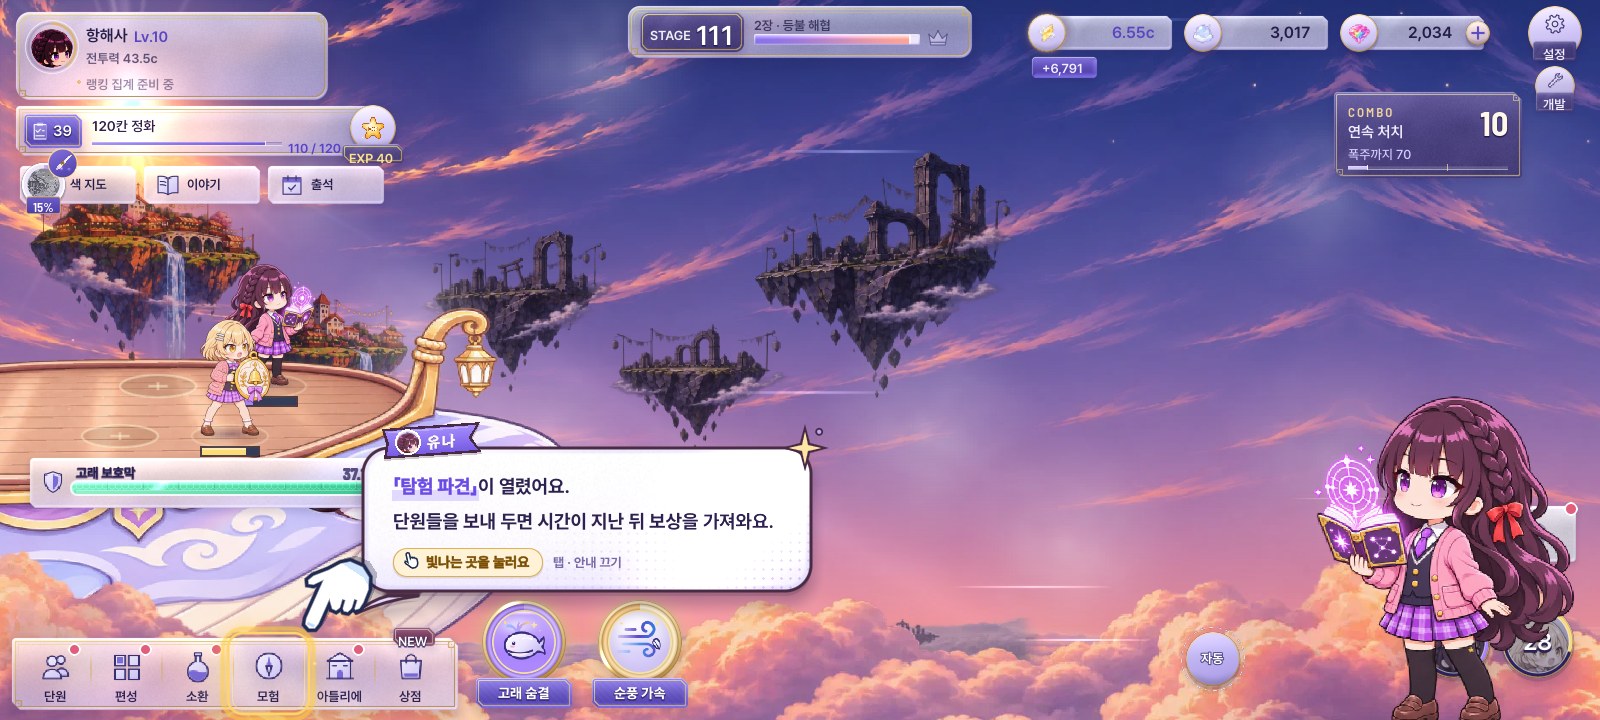 항해사 Lv.10
전투력 43.5c
랭킹 집계 준비 중
STAGE 111
2장 · 등불 해협
6.55c
+6,791
3,017
2,034
설정
개발
COMBO
연속 처치
10
폭주까지 70
39
120칸 정화
110 / 120
EXP 40
색 지도
15%
이야기
출석
고래 보호막
37.
유나
「탐험 파견」이 열렸어요.
단원들을 보내 두면 시간이 지난 뒤 보상을 가져와요.
빛나는 곳을 눌러요
탭 · 안내 끄기
단원
편성
소환
모험
아틀리에
NEW
상점
고래 숨결
순풍 가속
자동